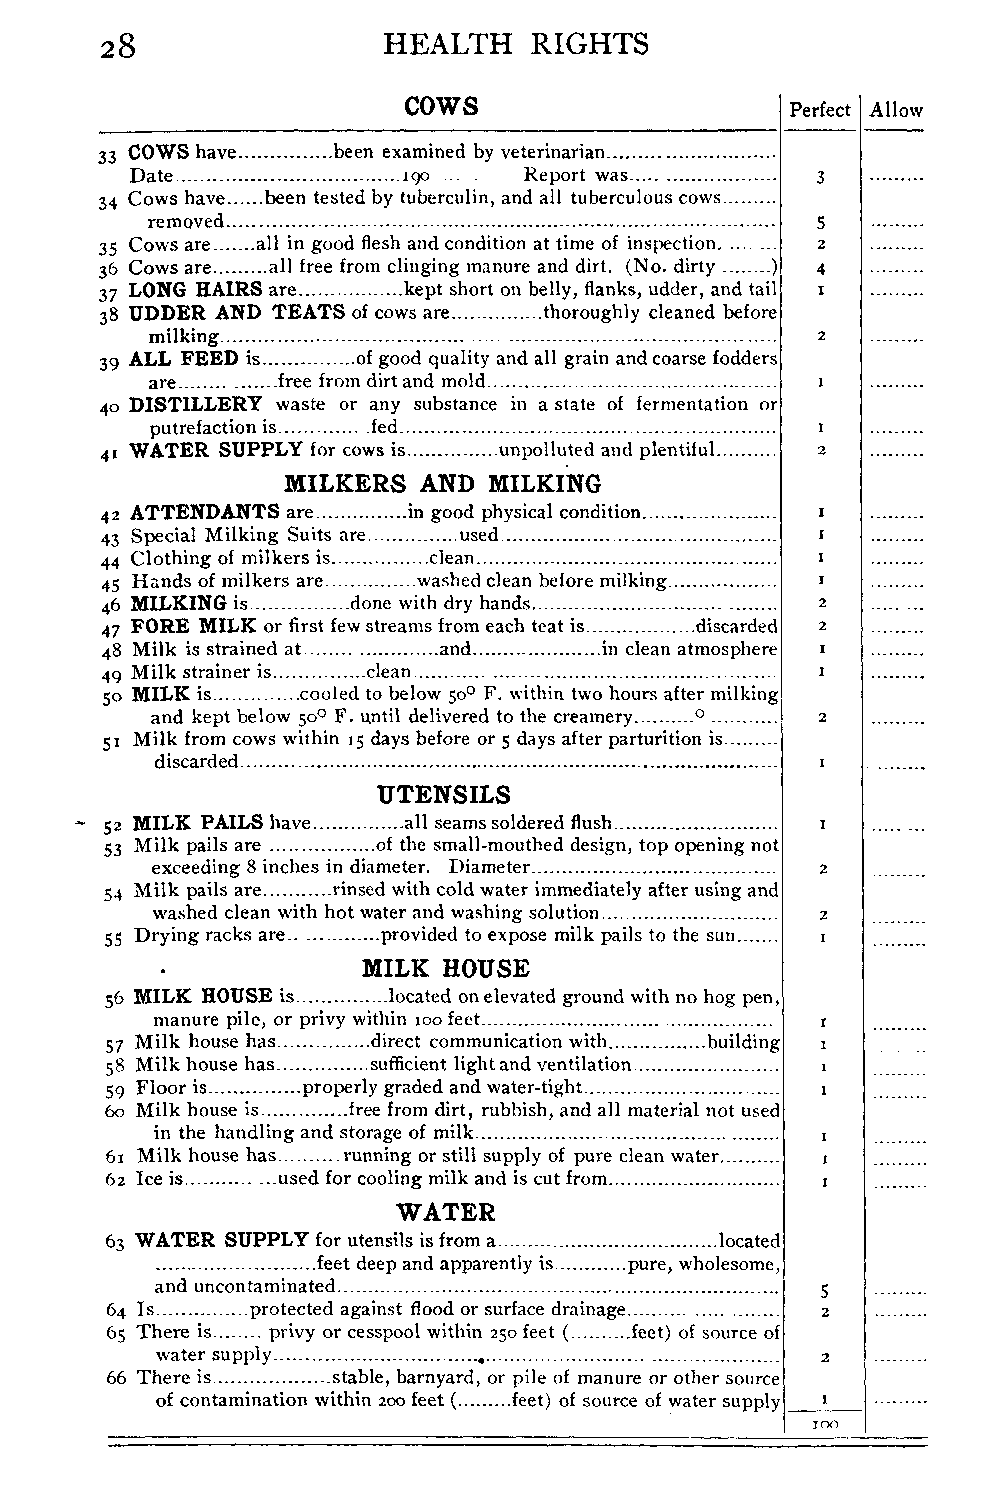 28 HEALTH RIGHTS
COWS Perfect Allow
33 COWS have...............been examined by veterinarian...........................
Date....................................190 ... . Report was..... .................. 3 .........
34 Cows have......been tested by tuberculin, and all tuberculous cows.........
removed......................................................................................... 5 .........
35 Cows are.......all in good flesh and condition at time of inspection. .... ... 2 .........
36 Cows are.........all free from clinging manure and dirt. (No. dirty ........) 4 .........
37 LONG HAIRS are.................kept short on belly, flanks, udder, and tail 1 .........
38 UDDER AND TEATS of cows are...............thoroughly cleaned before
milking........................................ ..... ............................................ 2 .........
39 ALL FEED is...............of good quality and all grain and coarse fodders
are........ .......free from dirt and mold............................................... 1 .........
40 DISTILLERY waste or any substance in a state of fermentation or
putrefaction is............. .fed............................................................. 1 .........
41 WATER SUPPLY for cows is...............unpolluted and plentiful.......... 2 .........
MILKERS AND MILKING
42 ATTENDANTS are...............in good physical condition...................... 1 .........
43 Special Milking Suits are...............used............................................. 1 .........
44 Clothing of milkers is................clean................................................. 1 .........
45 Hands of milkers are...............washed clean before milking.................. 1 .........
46 MILKING is................done with dry hands............................... ........ 2 ..... ...
47 FORE MILK or first few streams from each teat is..................discarded 2 .........
48 Milk is strained at........ .............and.....................in clean atmosphere 1 .........
49 Milk strainer is...............clean............ .............................................. 1 .........
50 MILK is..............cooled to below 50° F. within two hours after milking
and kept below 50° F. until delivered to the creamery..........° ........... 2 .........
51 Milk from cows within 15 days before or 5 days after parturition is.........
discarded...................................................................................... 1 ........
UTENSILS
52 MILK PAILS have...............all seams soldered flush........................... 1 ..... ...
53 Milk pails are .................of the small-mouthed design, top opening not
exceeding 8 inches in diameter. Diameter........................................ 2 .........
54 Milk pails are...........rinsed with cold water immediately after using and
washed clean with hot water and washing solution............................. 2 .........
55 Drying racks are.. ............provided to expose milk pails to the sun....... 1 .........
MILK HOUSE
56 MILK HOUSE is...............located on elevated ground with no hog pen,
manure pile, or privy within 100 feet............................. .................. 1 .........
57 Milk house has...............direct communication with................building 1 . . . ..
58 Milk house has...............sufficient light and ventilation ....................... 1 .........
59 Floor is...............properly graded and water-tight................................ 1 .........
60 Milk house is..............free from dirt, rubbish, and all material not used
in the handling and storage of milk......................................... ........ 1 .........
61 Milk house has..........running or still supply of pure clean water.......... 1 .........
62 Ice is........... ...used for cooling milk and is cut from............................ 1 .........
WATER
63 WATER SUPPLY for utensils is from a....................................located
..........................feet deep and apparently is............pure, wholesome,
and uncontaminated....................................................................... 5 .........
64 Is...............protected against flood or surface drainage.......... ..... ........ 2 .........
65 There is........ privy or cesspool within 250 feet (..........feet) of source of
water supply.................................................................................. 2 .........
66 There is...................stable, barnyard, or pile of manure or other source
of contamination within 200 feet (.........feet) of source of water supply 1 .........
100